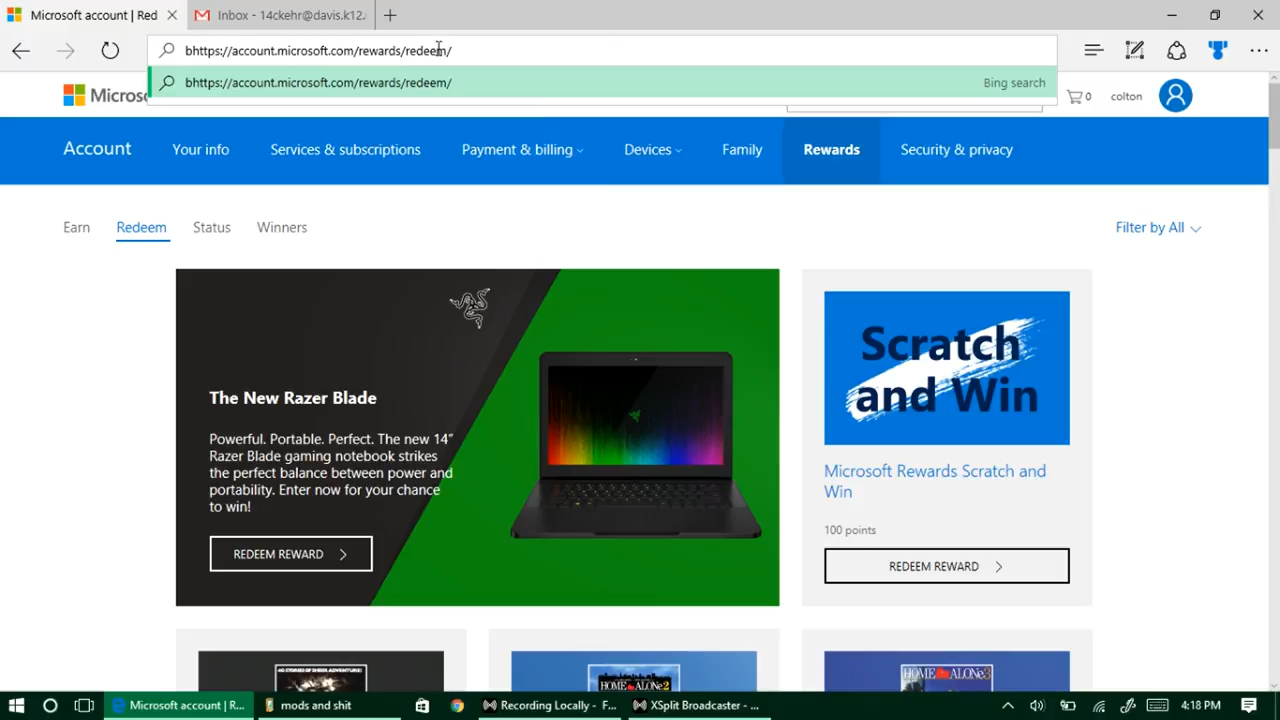 Microsoft account | Red
Inbox - 14ckehr@davis.k12.
bhttps://account.microsoft.com/rewards/redeem/
bhttps://account.microsoft.com/rewards/redeem/
Bing search
0
colton
Account
Your info
Services & subscriptions
Payment & billing
Devices
Family
Rewards
Security & privacy
Earn
Redeem
Status
Winners
Filter by All
The New Razer Blade
Powerful. Portable. Perfect. The new 14"
Razer Blade gaming notebook strikes
the perfect balance between power and
portability. Enter now for your chance
to win!
REDEEM REWARD
Scratch
and Win
Microsoft Rewards Scratch and
Win
100 points
REDEEM REWARD
HOME ALONe2
HOME ALONe3
Microsoft account | R...
mods and shit
Recording Locally - F...
XSplit Broadcaster - ...
4:18 PM